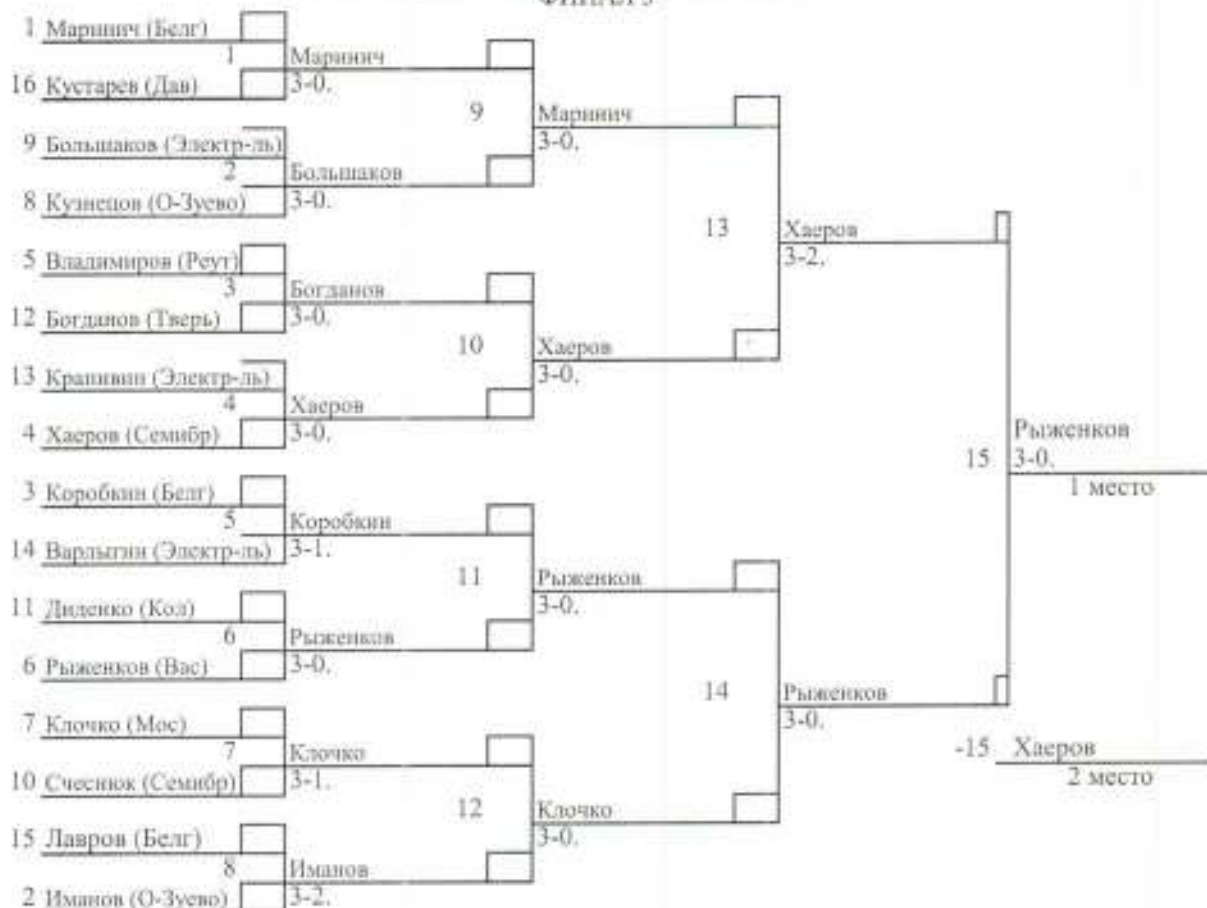 1 Маринич (Белг)
1
Маринич
16 Кустарев (Дав)
3-0.
9
Маринич
9 Большаков (Электр-ль)
3-0.
2
Большаков
8 Кузнецов (О-Зуево)
3-0.
13
Хаеров
5 Владимиров (Реут)
3-2.
3
Богданов
12 Богданов (Тверь)
3-0.
10
Хаеров
13 Крапивин (Электр-ль)
3-0.
4
Хаеров
4 Хаеров (Семибр)
3-0.
Рыженков
15
3-0.
1 место
3 Коробкин (Белг)
5
Коробкин
14 Варлыгин (Электр-ль)
3-1.
11
Рыженков
11 Диденко (Кол)
3-0.
6
Рыженков
6 Рыженков (Вас)
3-0.
14
Рыженков
7 Клочко (Мос)
3-0.
7
Клочко
-15 Хаеров
10 Счеснюк (Семибр)
3-1.
2 место
12
Клочко
15 Лавров (Белг)
3-0.
8
Иманов
2 Иманов (О-Зуево)
3-2.